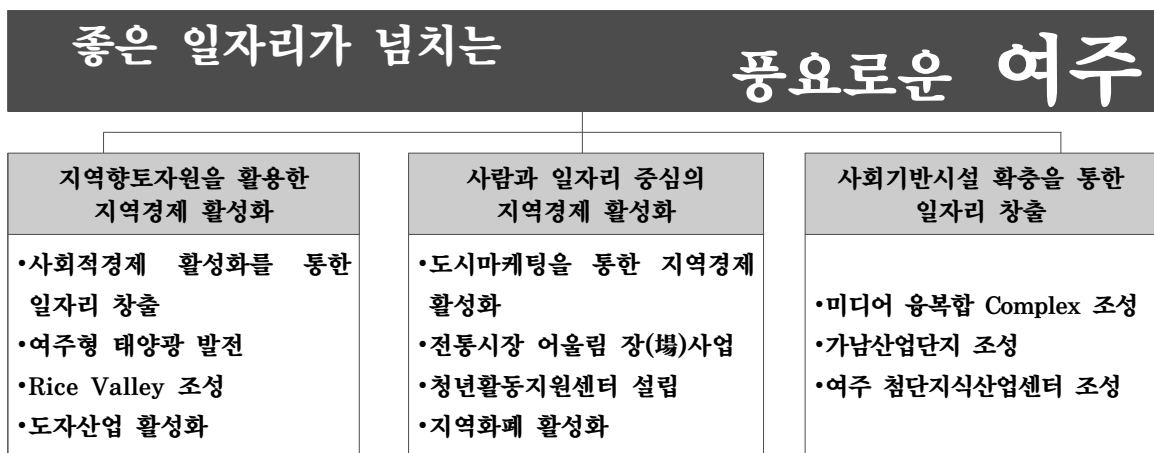 좋은 일자리가 넘치는
풍요로운 여주
지역향토자원을 활용한
지역경제 활성화
•사회적경제 활성화를 통한
일자리 창출
•여주형 태양광 발전
•Rice Valley 조성
•도자산업 활성화
사람과 일자리 중심의
지역경제 활성화
•도시마케팅을 통한 지역경제
활성화
•전통시장 어울림 장(場)사업
•청년활동지원센터 설립
•지역화폐 활성화
사회기반시설 확충을 통한
일자리 창출
•미디어 융복합 Complex 조성
•가남산업단지 조성
•여주 첨단지식산업센터 조성